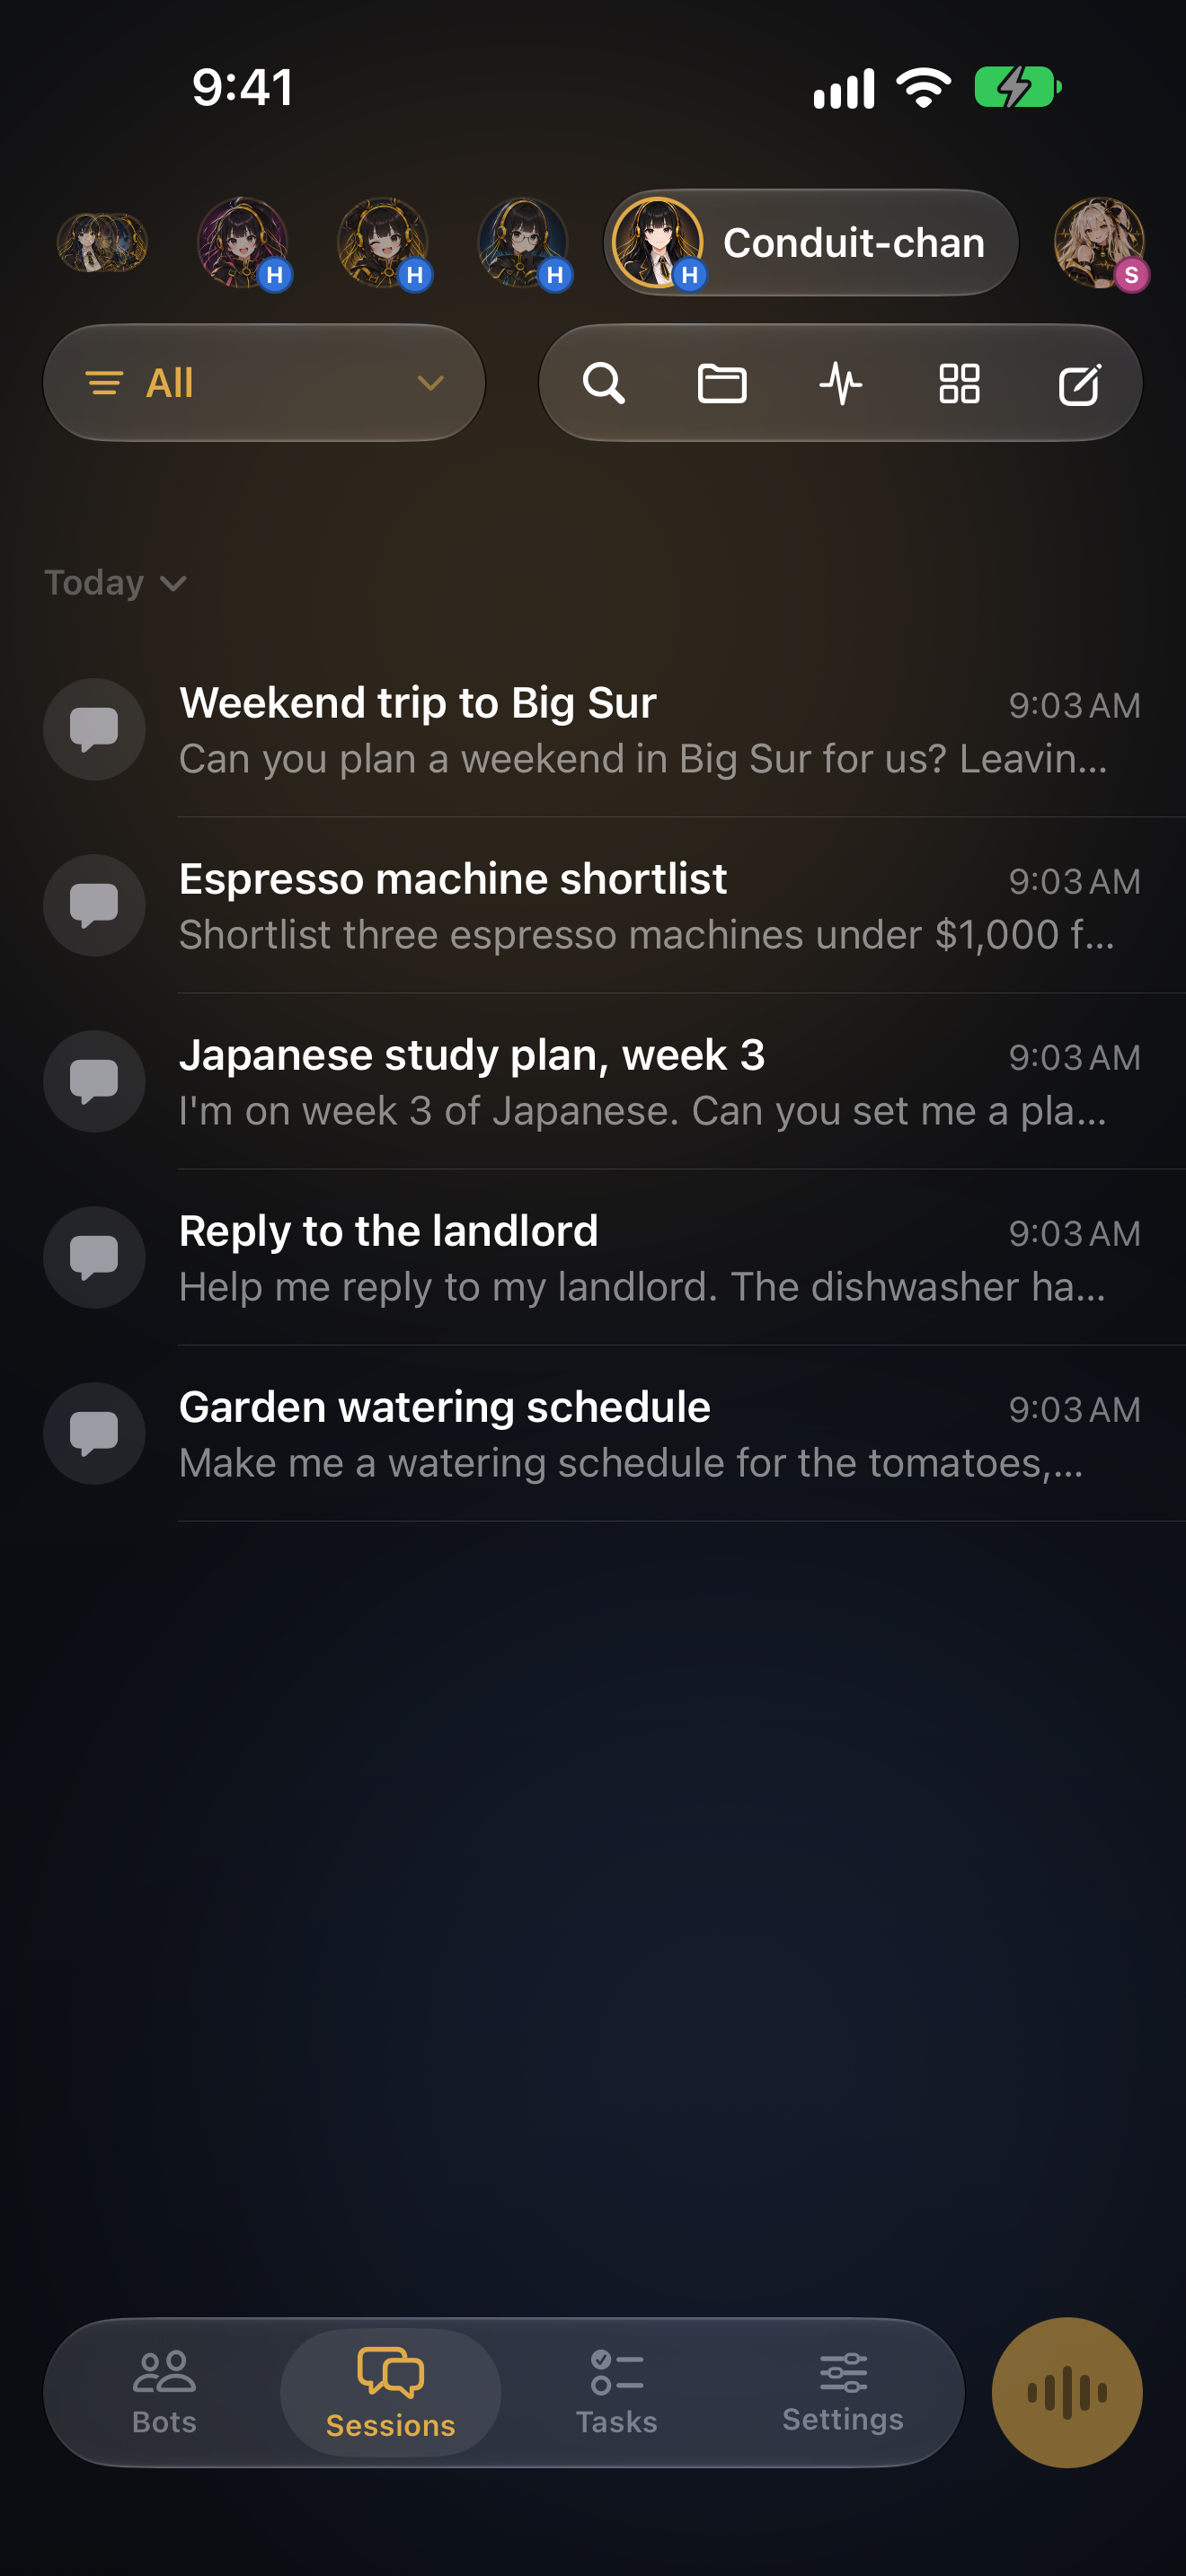 9:41
H
H
H
H
Conduit-chan
S
All
Today
Weekend trip to Big Sur
9:03 AM
Can you plan a weekend in Big Sur for us? Leavin...
Espresso machine shortlist
9:03 AM
Shortlist three espresso machines under $1,000 f...
Japanese study plan, week 3
9:03 AM
I'm on week 3 of Japanese. Can you set me a pla...
Reply to the landlord
9:03 AM
Help me reply to my landlord. The dishwasher ha...
Garden watering schedule
9:03 AM
Make me a watering schedule for the tomatoes,...
Bots
Sessions
Tasks
Settings